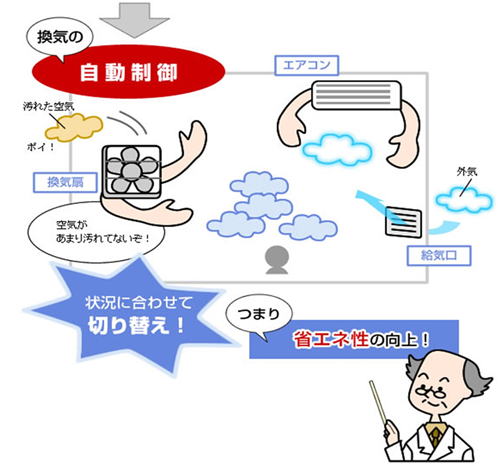 換気の
自動制御
エアコン
汚れた空気
ポイ！
換気扇
外気
空気が
あまり汚れてないぞ！
給気口
状況に合わせて
切り替え！
つまり
省エネ性の向上！